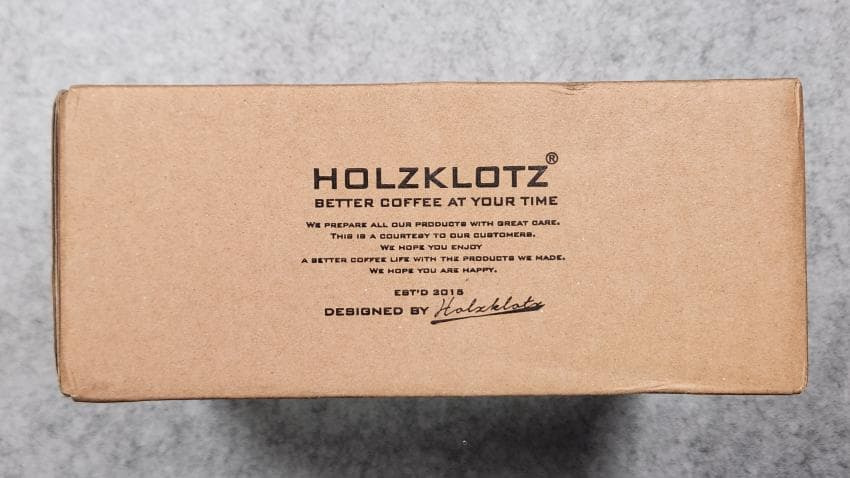 HOLZKLOTZ®
BETTER COFFEE AT YOUR TIME
WE PREPARE ALL OUR PRODUCTS WITH GREAT CARE.
THIS IS A COURTESY TO OUR CUSTOMERS.
WE HOPE YOU ENJOY
A BETTER COFFEE LIFE WITH THE PRODUCTS WE MADE.
WE HOPE YOU ARE HAPPY.
EST'D 2015
DESIGNED BY Holzklotz